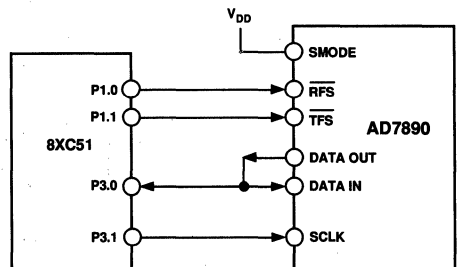 VDD
SMODE
P1.0
RFS
P1.1
TFS
8XC51
AD7890
DATA OUT
P3.0
DATA IN
P3.1
SCLK